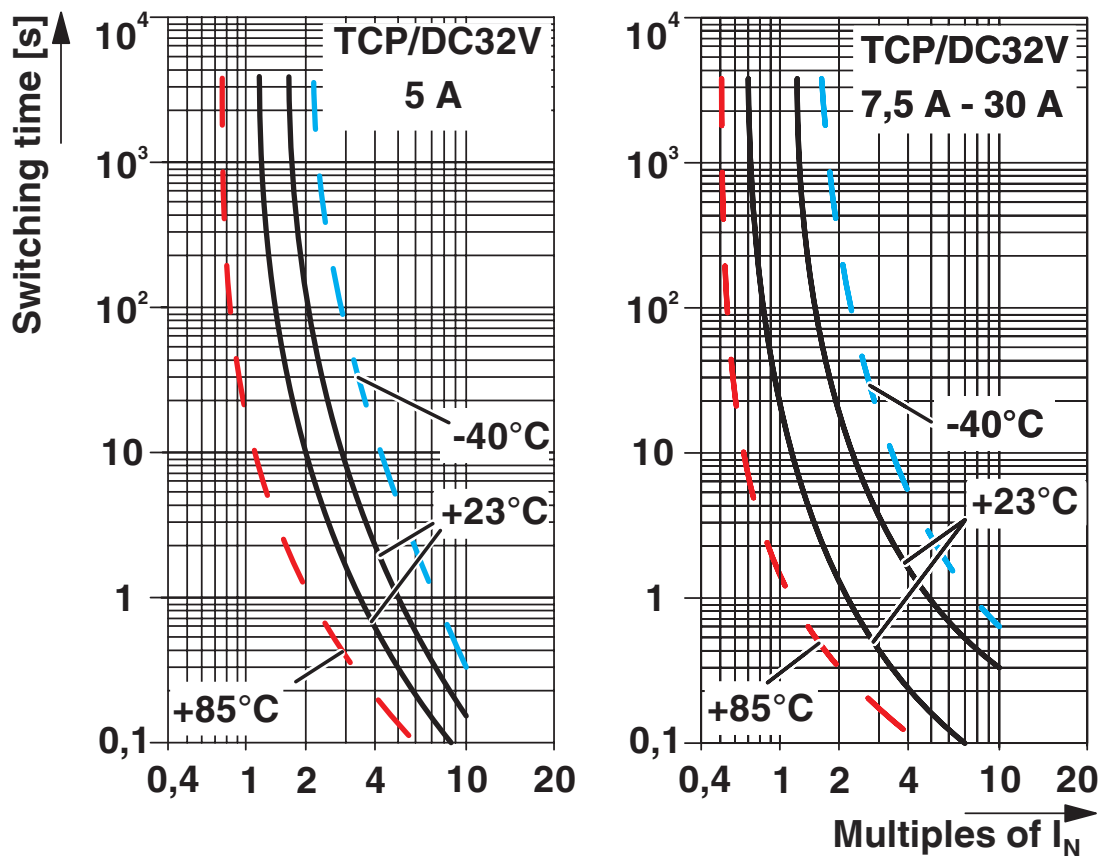 Switching time [s]
TCP/DC32V
5 A
10⁴
10³
10²
10
1
0,1
-40°C
+23°C
+85°C
0,4 1 2 4 10 20
TCP/DC32V
7,5 A - 30 A
10⁴
10³
10²
10
1
0,1
-40°C
+23°C
+85°C
0,4 1 2 4 10 20
Multiples of I_N